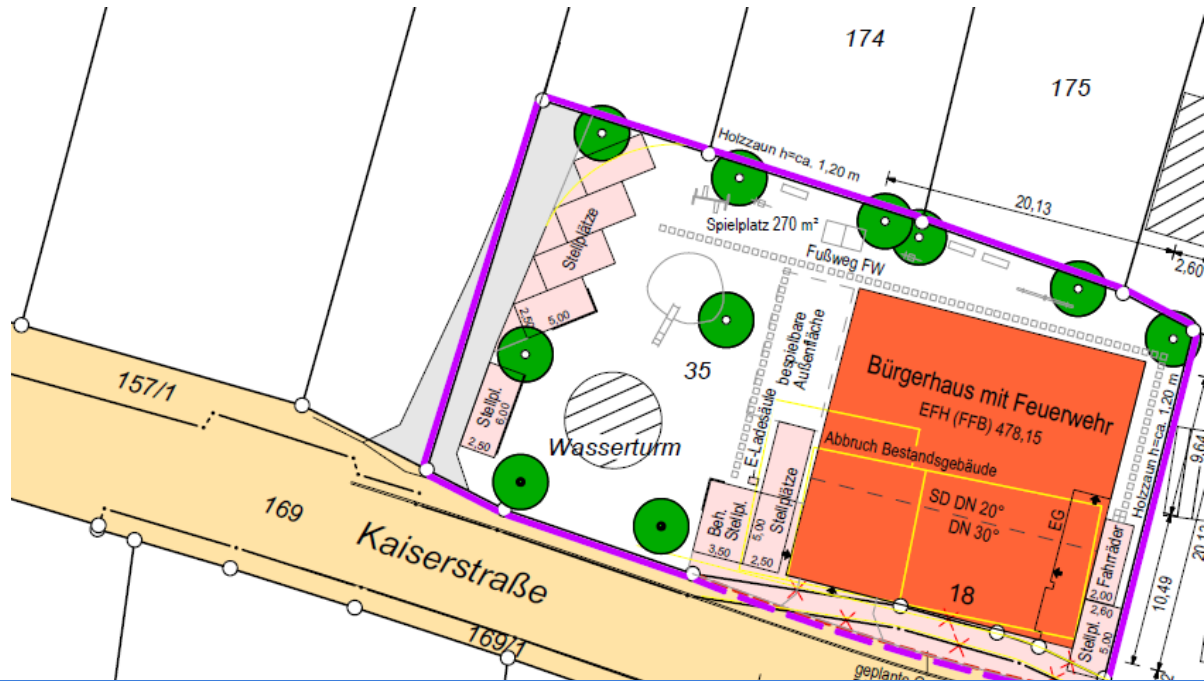 174
175
Holzzaun h=ca. 1,20 m
20,13
2,60
Spielplatz 270 m²
Fußweg FW
Stellplätze
2,50
5,00
bespielbare
Außenfläche
35
157/1
Stellpl.
6,00
2,50
Wasserturm
E-Ladesäule
Bürgerhaus mit Feuerwehr
EFH (FFB) 478,15
Abbruch Bestandsgebäude
SD DN 20°
DN 30°
EG
Holzzaun h=ca. 1,20 m
9,64
20,12
10,49
Beh.
Stellpl.
3,50
5,00
2,50
Stellplätze
Fahrräder
2,00
2,60
Stellpl.
5,00
18
169
Kaiserstraße
169/1
geplante